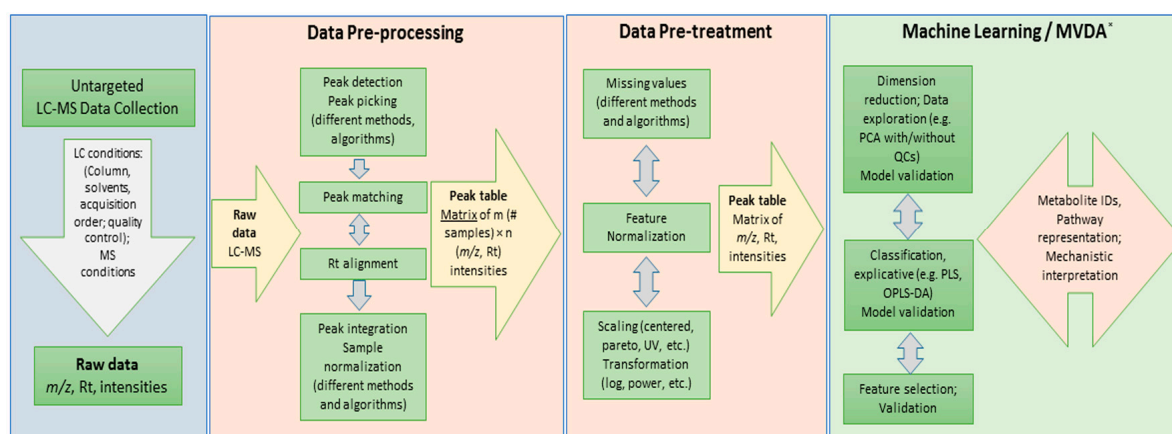 Untargeted
LC-MS Data Collection
LC conditions:
(Column,
solvents,
acquisition
order; quality
control);
MS
conditions
Raw data
m/z, Rt, intensities
Data Pre-processing
Raw
data
LC-MS
Peak detection
Peak picking
(different methods,
algorithms)
Peak matching
Rt alignment
Peak integration
Sample
normalization
(different methods
and algorithms)
Peak table
Matrix of m (#
samples) × n
(m/z, Rt)
intensities
Data Pre-treatment
Missing values
(different methods
and algorithms)
Feature
Normalization
Scaling (centered,
pareto, UV, etc.)
Transformation
(log, power, etc.)
Peak table
Matrix of
m/z, Rt,
intensities
Machine Learning / MVDA*
Dimension
reduction; Data
exploration (e.g.
PCA with/without
QCs)
Model validation
Classification,
explicative (e.g. PLS,
OPLS-DA)
Model validation
Feature selection;
Validation
Metabolite IDs,
Pathway
representation;
Mechanistic
interpretation